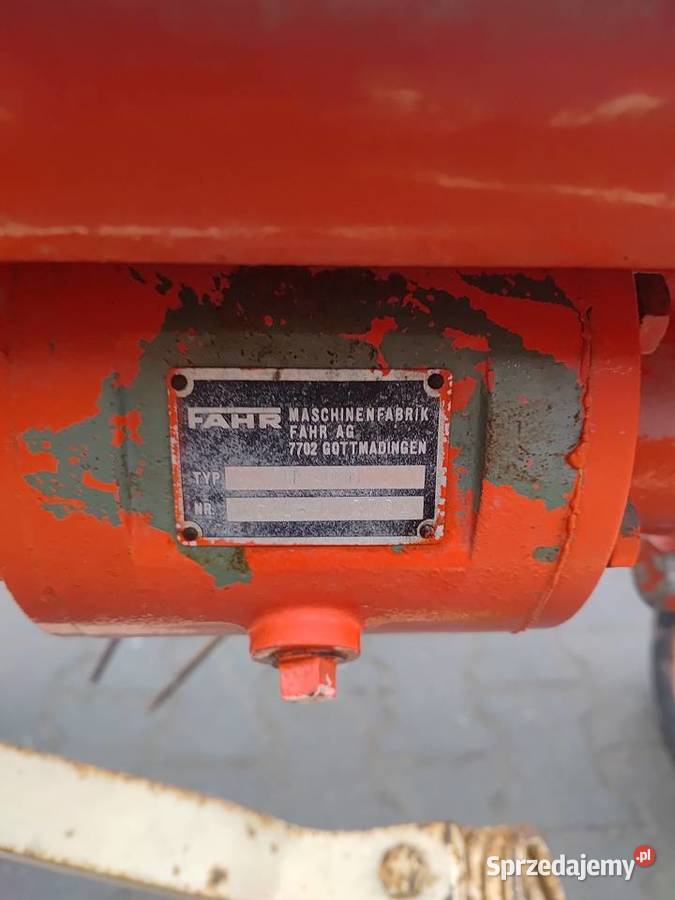 FAHR
MASCHINENFABRIK
FAHR AG
7702 GOTTMADINGEN
TYP
NR.
Sprzedajemy.pl